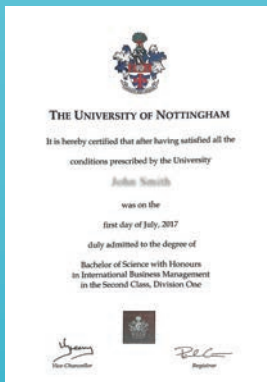 THE UNIVERSITY OF NOTTINGHAM
It is hereby certified that after having satisfied all the
conditions prescribed by the University
John Smith
was on the
first day of July, 2017
duly admitted to the degree of
Bachelor of Science with Honours
in International Business Management
in the Second Class, Division One
Vice-Chancellor
Registrar